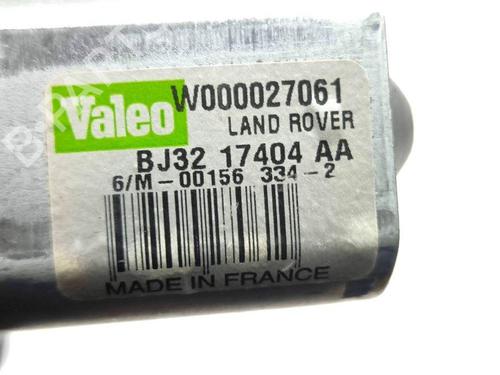 Valeo
W000027061
LAND ROVER
BJ32 17404 AA
6/M-00156 334-2
MADE IN FRANCE